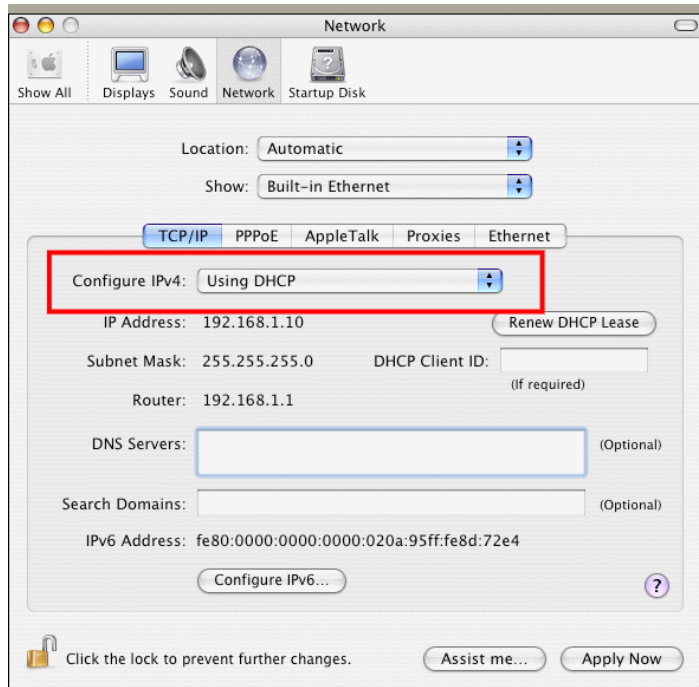 Network
Show All Displays Sound Network Startup Disk
Location: Automatic
Show: Built-in Ethernet
TCP/IP PPPoE AppleTalk Proxies Ethernet
Configure IPv4: Using DHCP
IP Address: 192.168.1.10 Renew DHCP Lease
Subnet Mask: 255.255.255.0 DHCP Client ID:
(If required)
Router: 192.168.1.1
DNS Servers: (Optional)
Search Domains: (Optional)
IPv6 Address: fe80:0000:0000:0000:020a:95ff:fe8d:72e4
Configure IPv6... ?
Click the lock to prevent further changes. Assist me... Apply Now